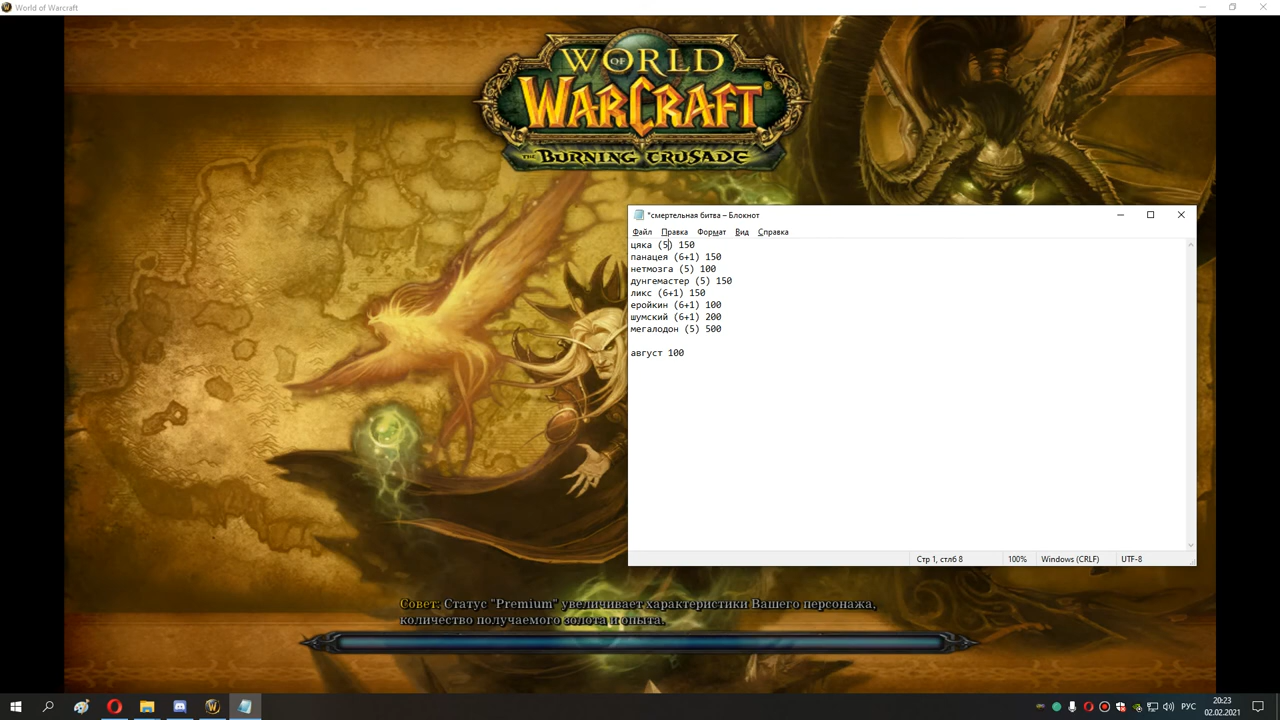 World of Warcraft
WORLD OF WARCRAFT
THE BURNING CRUSADE
*смертельная битва – Блокнот
Файл Правка Формат Вид Справка
цяка (5) 150
панацея (6+1) 150
нетмозга (5) 100
дунгемастер (5) 150
ликс (6+1) 150
еройкин (6+1) 100
шумский (6+1) 200
мегалодон (5) 500
август 100
Стр 1, стлб 8 100% Windows (CRLF) UTF-8
Совет: Статус "Premium" увеличивает характеристики Вашего персонажа,
количество получаемого золота и опыта.
РУС
20:23
02.02.2021